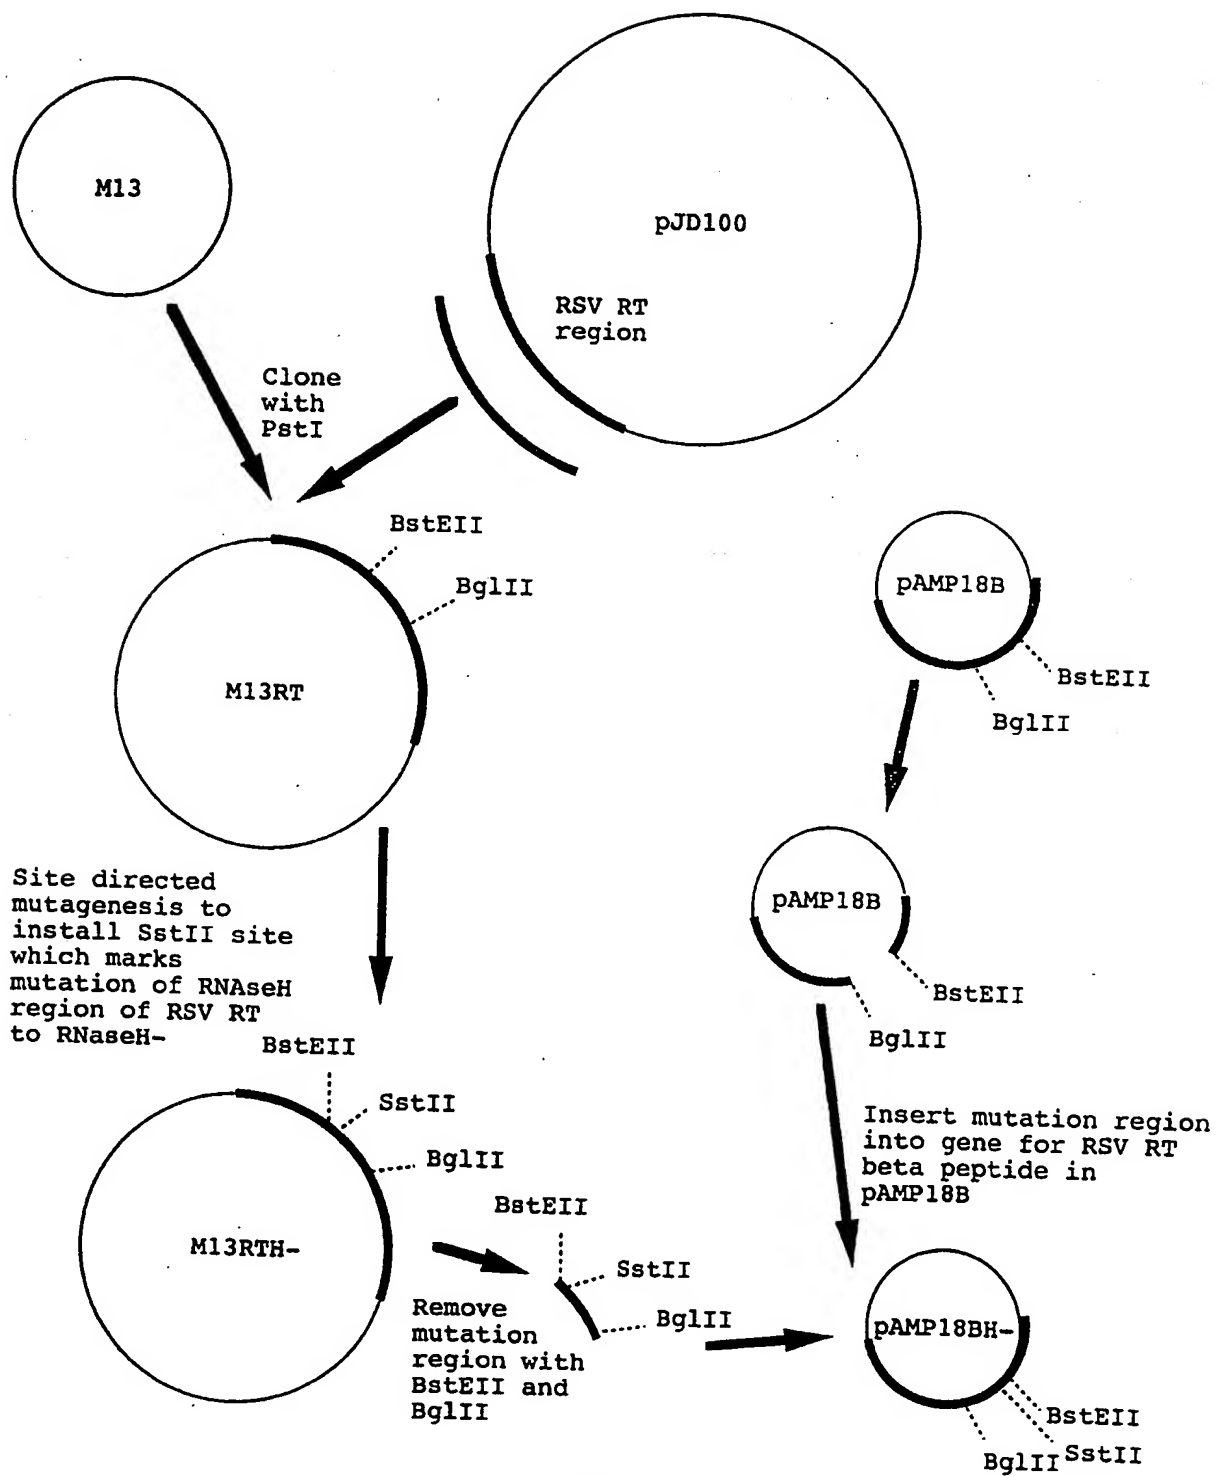 M13
pJD100
RSV RT
region
Clone
with
PstI
BstEII
BglII
M13RT
pAMP18B
BstEII
BglII
pAMP18B
BstEII
BglII
Site directed
mutagenesis to
install SstII site
which marks
mutation of RNAseH
region of RSV RT
to RNaseH-
BstEII
SstII
BglII
M13RTH-
Insert mutation region
into gene for RSV RT
beta peptide in
pAMP18B
BstEII
SstII
BglII
Remove
mutation
region with
BstEII and
BglII
pAMP18BH-
BstEII
SstII
BglII